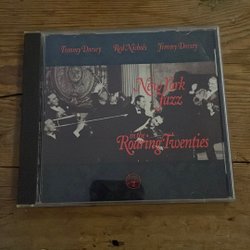 Tommy Dorsey Red Nichols Jimmy Dorsey
New York
Jazz
in the
Roaring Twenties